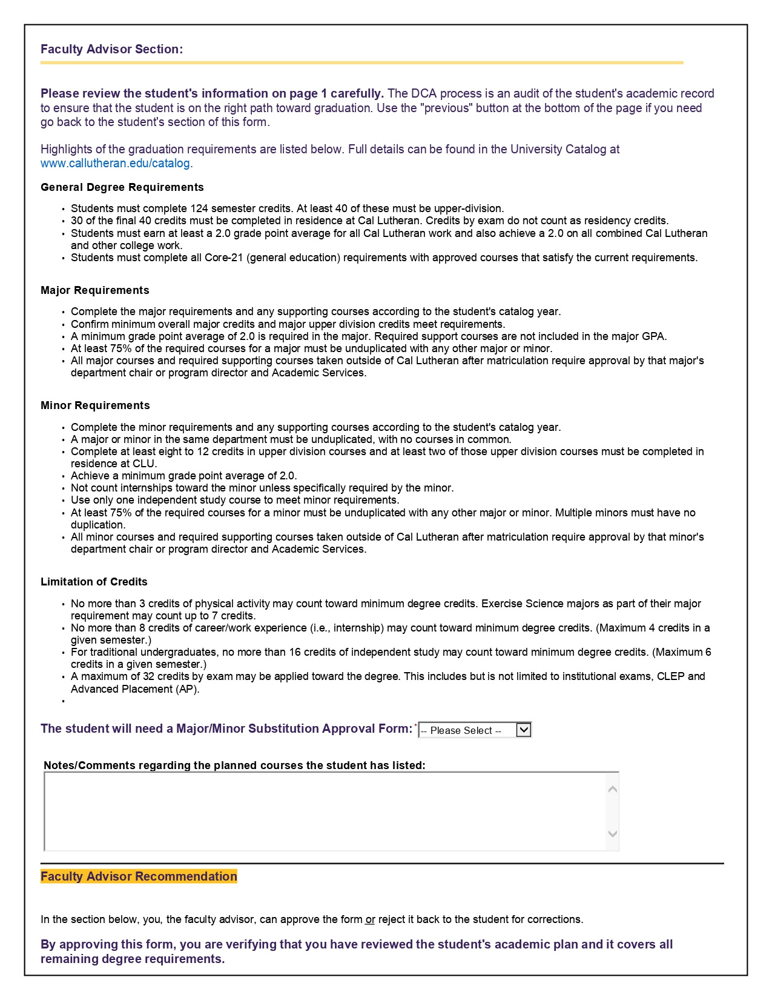 Faculty Advisor Section:
Please review the student's information on page 1 carefully. The DCA process is an audit of the student's academic record
to ensure that the student is on the right path toward graduation. Use the "previous" button at the bottom of the page if you need
go back to the student's section of this form.
Highlights of the graduation requirements are listed below. Full details can be found in the University Catalog at
www.callutheran.edu/catalog.
General Degree Requirements
• Students must complete 124 semester credits. At least 40 of these must be upper-division.
• 30 of the final 40 credits must be completed in residence at Cal Lutheran. Credits by exam do not count as residency credits.
• Students must earn at least a 2.0 grade point average for all Cal Lutheran work and also achieve a 2.0 on all combined Cal Lutheran
and other college work.
• Students must complete all Core-21 (general education) requirements with approved courses that satisfy the current requirements.
Major Requirements
• Complete the major requirements and any supporting courses according to the student's catalog year.
• Confirm minimum overall major credits and major upper division credits meet requirements.
• A minimum grade point average of 2.0 is required in the major. Required support courses are not included in the major GPA.
• At least 75% of the required courses for a major must be unduplicated with any other major or minor.
• All major courses and required supporting courses taken outside of Cal Lutheran after matriculation require approval by that major's
department chair or program director and Academic Services.
Minor Requirements
• Complete the minor requirements and any supporting courses according to the student's catalog year.
• A major or minor in the same department must be unduplicated, with no courses in common.
• Complete at least eight to 12 credits in upper division courses and at least two of those upper division courses must be completed in
residence at CLU.
• Achieve a minimum grade point average of 2.0.
• Not count internships toward the minor unless specifically required by the minor.
• Use only one independent study course to meet minor requirements.
• At least 75% of the required courses for a minor must be unduplicated with any other major or minor. Multiple minors must have no
duplication.
• All minor courses and required supporting courses taken outside of Cal Lutheran after matriculation require approval by that minor's
department chair or program director and Academic Services.
Limitation of Credits
• No more than 3 credits of physical activity may count toward minimum degree credits. Exercise Science majors as part of their major
requirement may count up to 7 credits.
• No more than 8 credits of career/work experience (i.e., internship) may count toward minimum degree credits. (Maximum 4 credits in a
given semester.)
• For traditional undergraduates, no more than 16 credits of independent study may count toward minimum degree credits. (Maximum 6
credits in a given semester.)
• A maximum of 32 credits by exam may be applied toward the degree. This includes but is not limited to institutional exams, CLEP and
Advanced Placement (AP).
•
The student will need a Major/Minor Substitution Approval Form:* -- Please Select --
Notes/Comments regarding the planned courses the student has listed:
Faculty Advisor Recommendation
In the section below, you, the faculty advisor, can approve the form or reject it back to the student for corrections.
By approving this form, you are verifying that you have reviewed the student's academic plan and it covers all
remaining degree requirements.